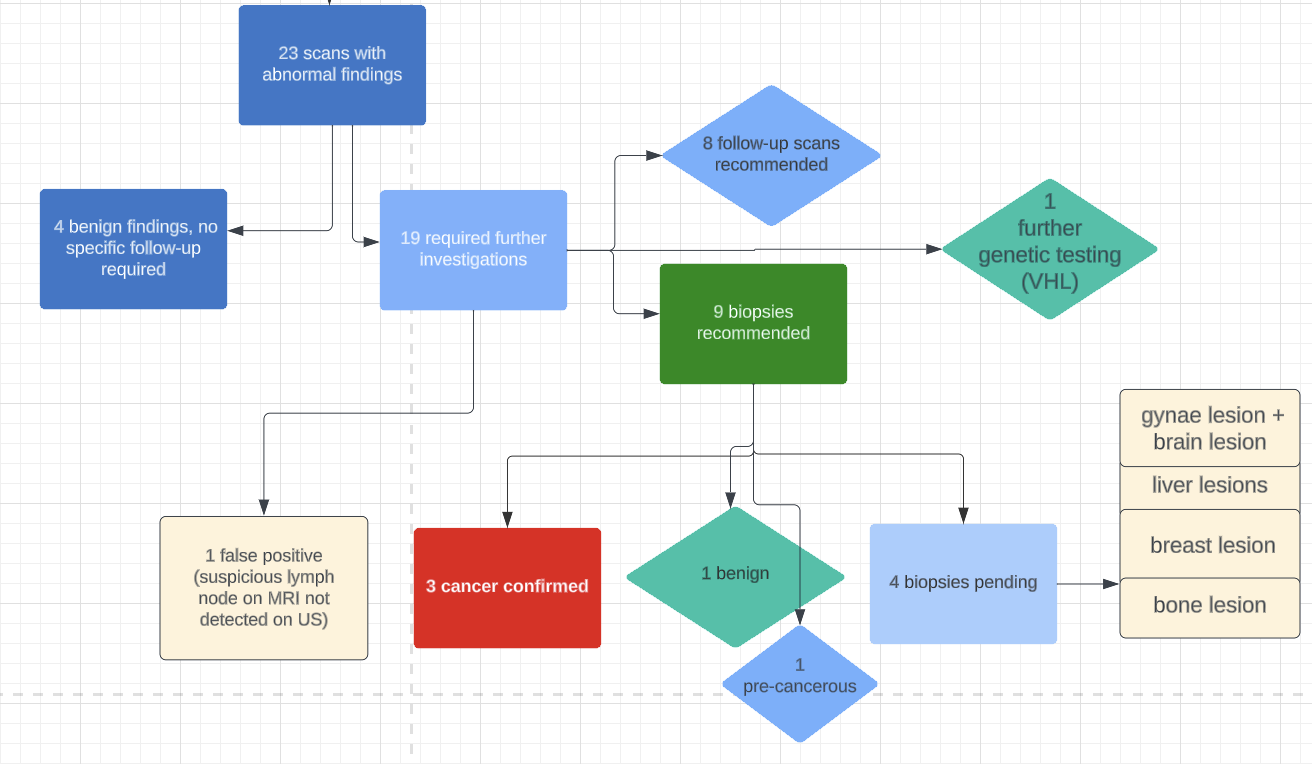 23 scans with
abnormal findings
8 follow-up scans
recommended
4 benign findings, no
specific follow-up
required
19 required further
investigations
1
further
genetic testing
(VHL)
9 biopsies
recommended
gynae lesion +
brain lesion
liver lesions
breast lesion
bone lesion
1 false positive
(suspicious lymph
node on MRI not
detected on US)
3 cancer confirmed
1 benign
4 biopsies pending
1
pre-cancerous